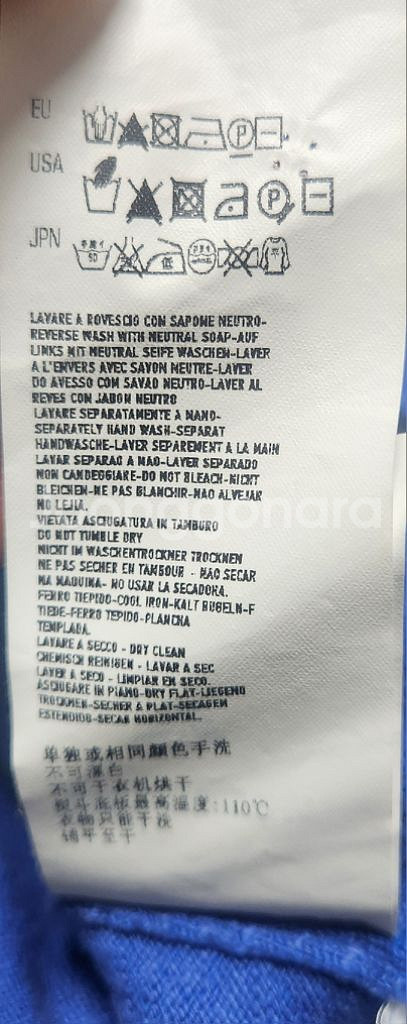 EU
USA
P
P
JPN
LAVARE A ROVESCIO CON SAPONE NEUTRO-
REVERSE WASH WITH NEUTRAL SOAP-AUF
LINKS MIT NEUTRAL SEIFE WASCHEN-LAVER
A L'ENVERS AVEC SAVON NEUTRE-LAVER
DO AVESSO COM SAVAO NEUTRO-LAVER AL
REVES CON JABON NEUTRO
LAVARE SEPARATAMENTE A MANO-
SEPARATELY HAND WASH-SEPARAT
HANDWASCHE-LAVER SEPAREMENT A LA MAIN
LAVAR SEPARAO A MAO-LAVER SEPARADO
NON CANDEGGIARE-DO NOT BLEACH-NICHT
BLEICHEN-NE PAS BLANCHIR-NAO ALVEJAR
NO LEJIA.
VIETATA ASCIUGATURA IN TAMBURO
DO NOT TUMBLE DRY
NICHT IM WASCHENTROCKNER TROCKNEN
NE PAS SECHER EN TAMBOUR - NAO SECAR
NA MAQUINA- NO USAR LA SECADORA.
FERRO TIEPIDO-COOL IRON-KALT BUGELN-F
TIEDE-FERRO TEPIDO-PLANCHA
TEMPLADA.
LAVARE A SECCO - DRY CLEAN
CHEMISCH REINIGEN - LAVAR A SEC
LAVER A SECO - LIMPIAR EN SECO.
ASCIUGARE IN PIANO-DRY FLAT-LIEGEND
TROCKNEN-SECHER A PLAT-SECAGEM
ESTENDIDO-SECAR HORIZONTAL.
单独或相同颜色手洗
不可漂白
不可于衣机烘干
熨斗底板最高温度:110℃
衣物只能干洗
铺平至干